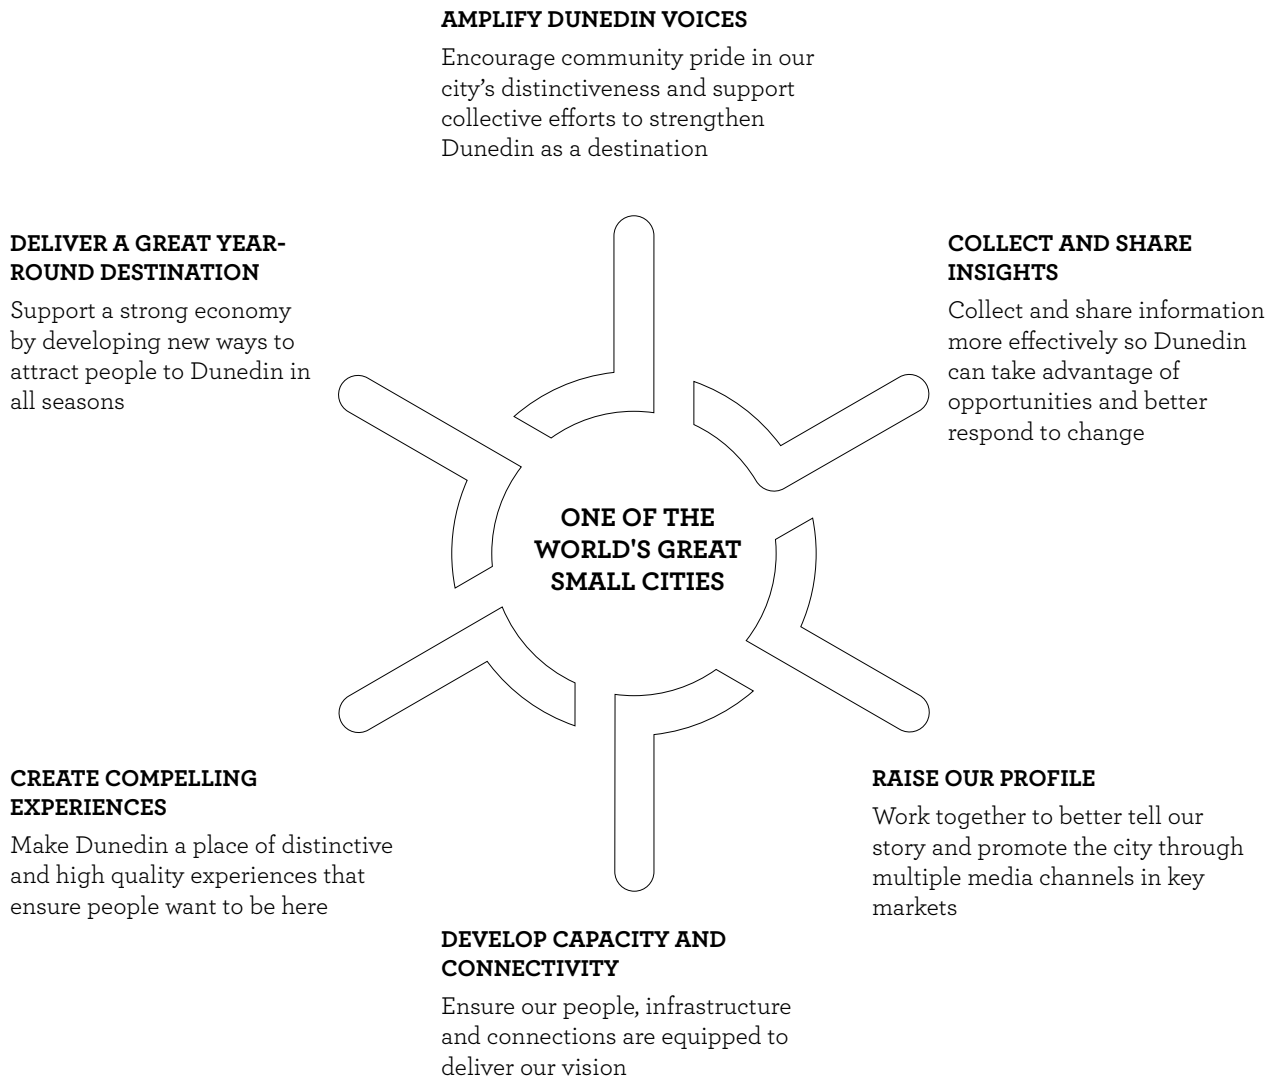 AMPLIFY DUNEDIN VOICES
Encourage community pride in our
city’s distinctiveness and support
collective efforts to strengthen
Dunedin as a destination
DELIVER A GREAT YEAR-
ROUND DESTINATION
Support a strong economy
by developing new ways to
attract people to Dunedin in
all seasons
COLLECT AND SHARE
INSIGHTS
Collect and share information
more effectively so Dunedin
can take advantage of
opportunities and better
respond to change
ONE OF THE
WORLD'S GREAT
SMALL CITIES
CREATE COMPELLING
EXPERIENCES
Make Dunedin a place of distinctive
and high quality experiences that
ensure people want to be here
RAISE OUR PROFILE
Work together to better tell our
story and promote the city through
multiple media channels in key
markets
DEVELOP CAPACITY AND
CONNECTIVITY
Ensure our people, infrastructure
and connections are equipped to
deliver our vision